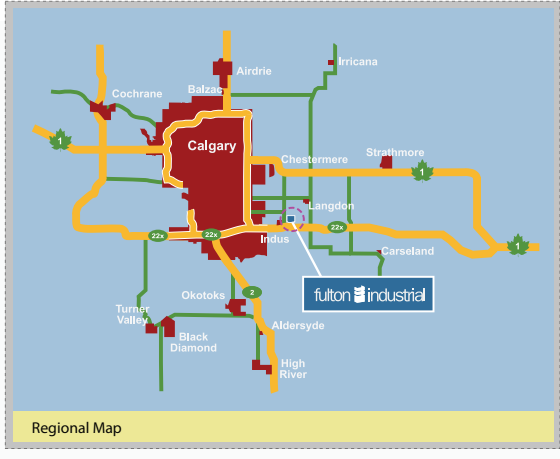 Irricana
Airdrie
Balzac
Cochrane
1
Calgary
Strathmore
Chestermere
1
Langdon
22x
22x
22x
Indus
1
Carseland
fulton industrial
2
Okotoks
Turner
Valley
Aldersyde
Black
Diamond
High
River
Regional Map